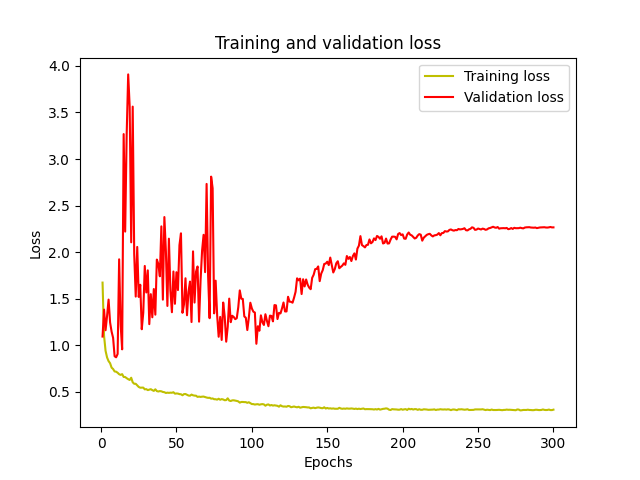 Training and validation loss
Training loss
Validation loss
Loss
4.0
3.5
3.0
2.5
2.0
1.5
1.0
0.5
0 50 100 150 200 250 300
Epochs